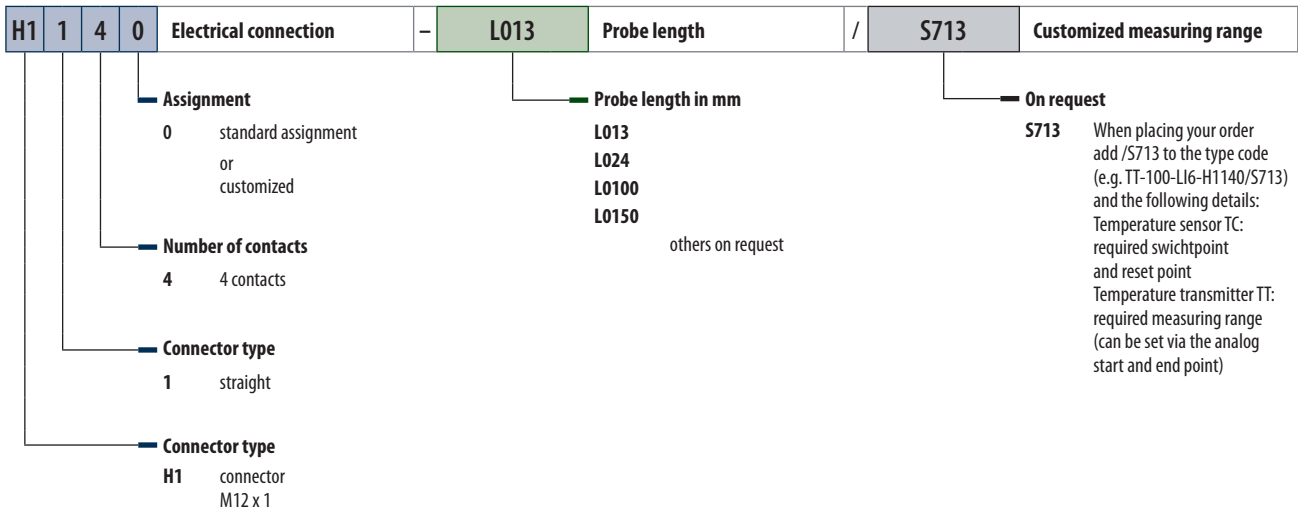 H1 1 4 0 Electrical connection – L013 Probe length / S713 Customized measuring range
Assignment
0 standard assignment
or
customized
Number of contacts
4 4 contacts
Connector type
1 straight
Connector type
H1 connector
M12 x 1
Probe length in mm
L013
L024
L0100
L0150
others on request
On request
S713 When placing your order
add /S713 to the type code
(e.g. TT-100-LI6-H1140/S713)
and the following details:
Temperature sensor TC:
required swichtpoint
and reset point
Temperature transmitter TT:
required measuring range
(can be set via the analog
start and end point)